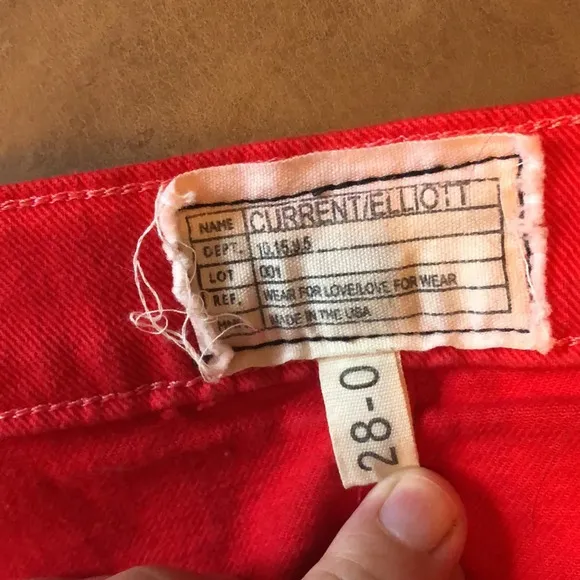 NAME CURRENT/ELLIOTT
DEPT. 10.15.0.5
LOT 001
REF. WEAR FOR LOVE/LOVE FOR WEAR
MADE IN THE USA
28-0